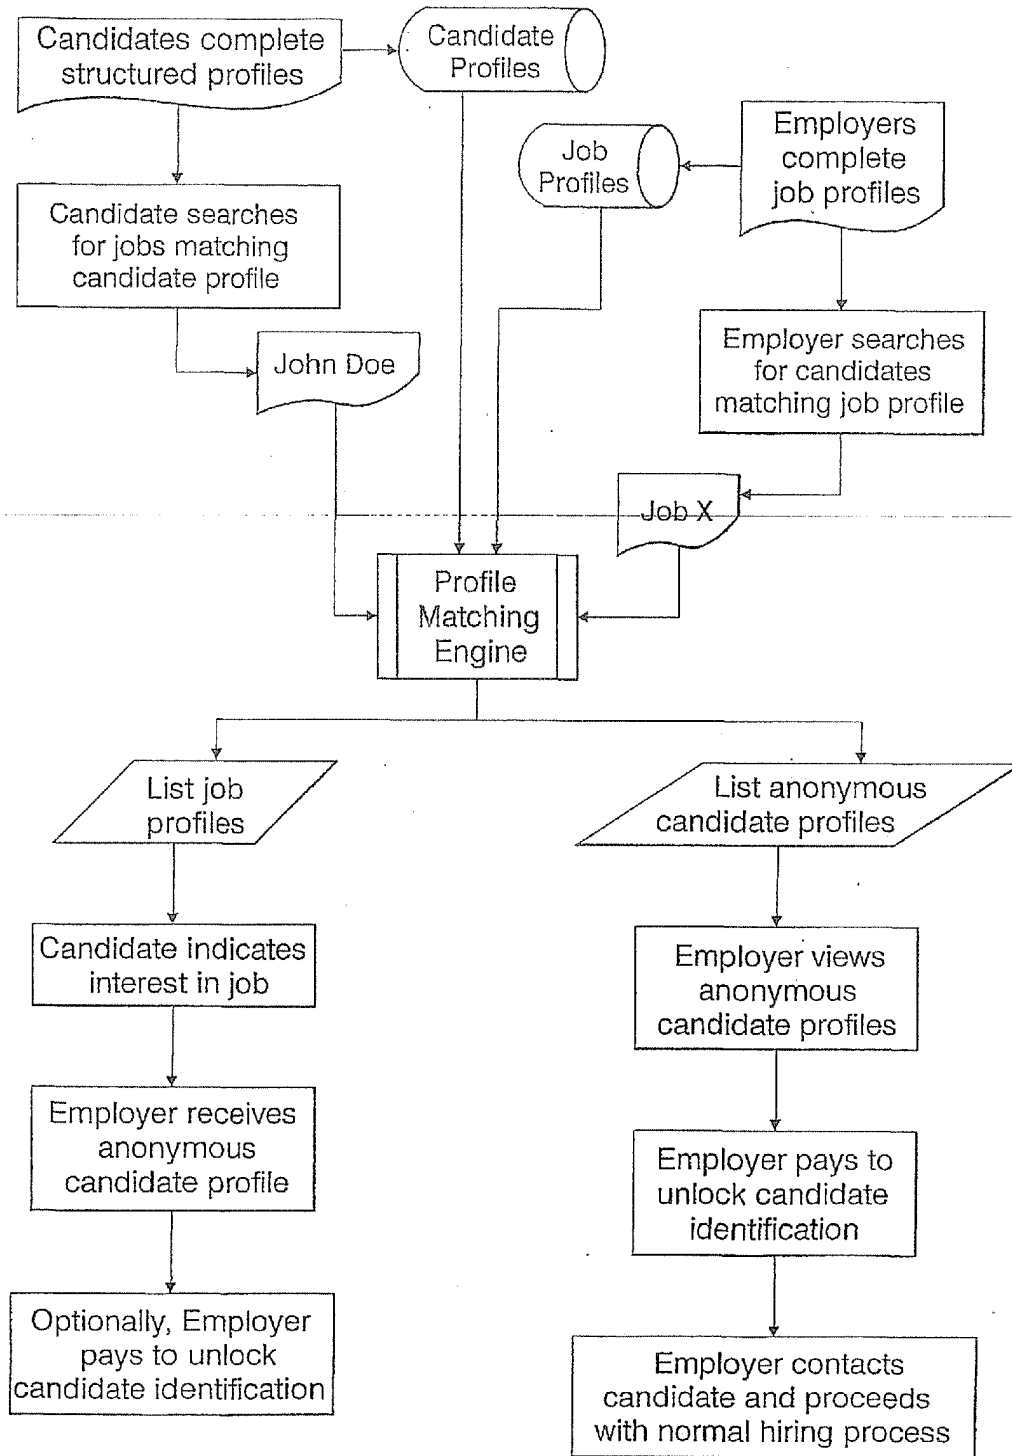 Candidates complete
structured profiles
Candidate
Profiles
Job
Profiles
Employers
complete
job profiles
Candidate searches
for jobs matching
candidate profile
John Doe
Employer searches
for candidates
matching job profile
Job X
Profile
Matching
Engine
List job
profiles
List anonymous
candidate profiles
Candidate indicates
interest in job
Employer views
anonymous
candidate profiles
Employer receives
anonymous
candidate profile
Employer pays to
unlock candidate
identification
Optionally, Employer
pays to unlock
candidate identification
Employer contacts
candidate and proceeds
with normal hiring process